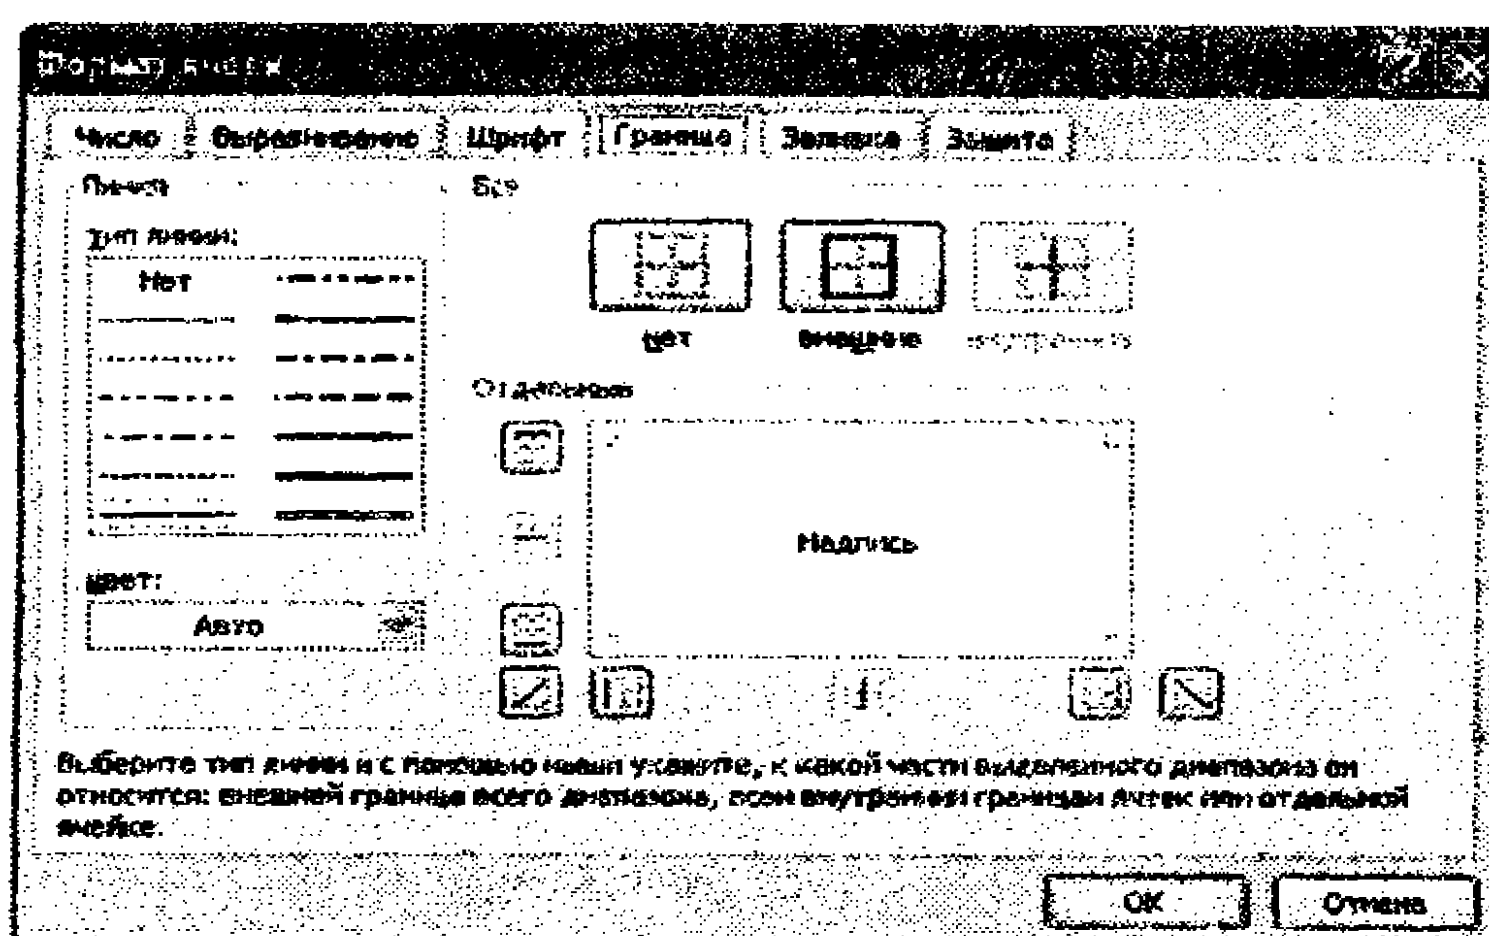 Формат ячеек
Число Выравнивание Шрифт Граница Заливка Защита
Линия Все
Тип линии:
Нет
нет внешние внутренние
Отдельные
Надпись
Цвет:
Авто
Выберите тип линии и с помощью мыши укажите, к какой части выделенного диапазона он
относится: внешней границе всего диапазона, всем внутренним границам ячеек или отдельной
ячейке.
ОК Отмена